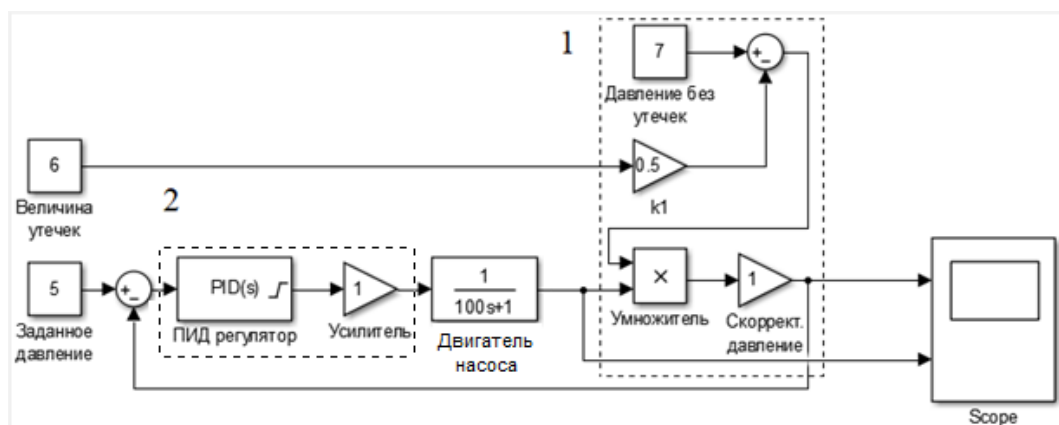 1
7
+
−
Давление без
утечек
6
0.5
2
k1
Величина
утечек
5
+
−
PID(s)
1
1
100s+1
×
1
Заданное
давление
ПИД регулятор
Усилитель
Двигатель
насоса
Умножитель
Скоррект.
давление
Scope